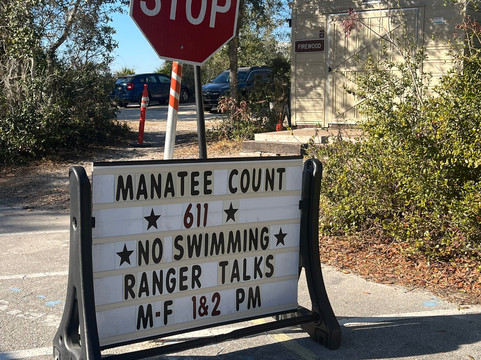 STOP
FIREWOOD
MANATEE COUNT
★ 611 ★
★ NO SWIMMING ★
RANGER TALKS
M-F 1&2 PM